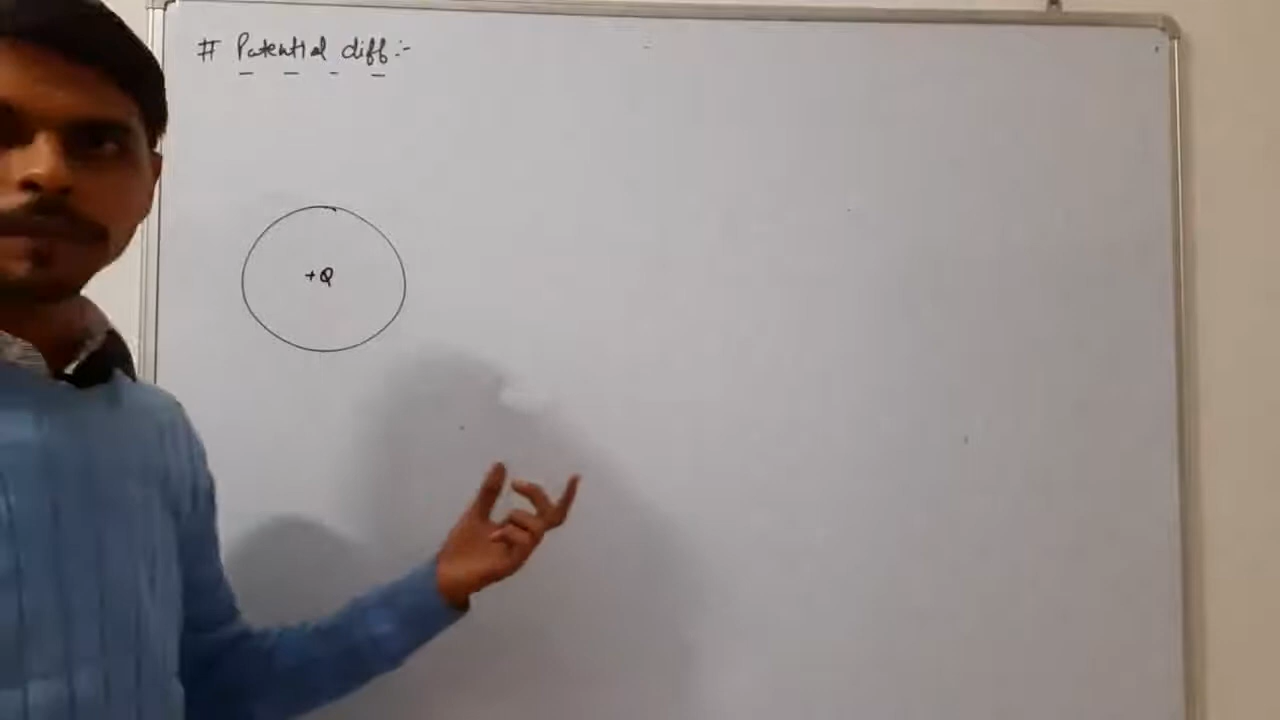 # Potential diff :-
+Q